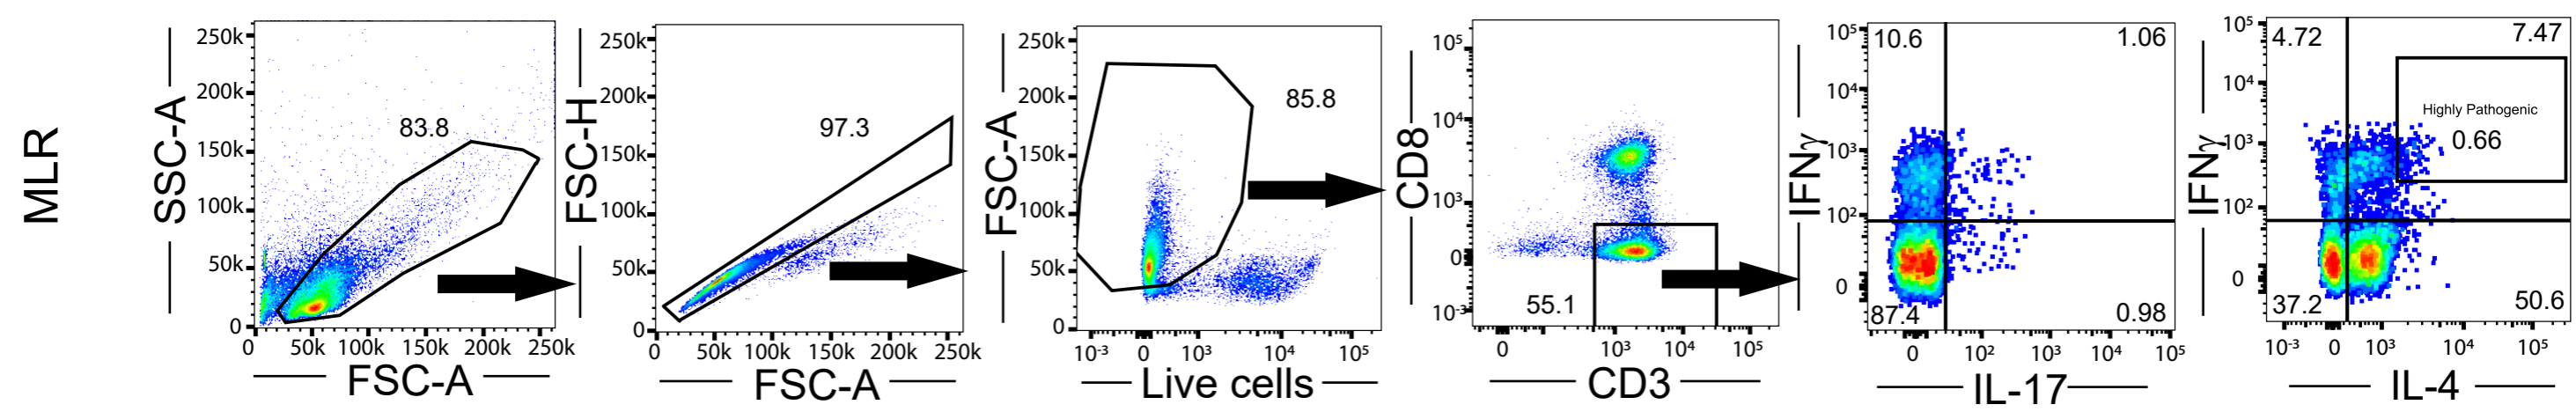 MLR
SSC-A
250k
200k
150k
100k
50k
0
83.8
0 50k 100k 150k 200k 250k
FSC-A
FSC-H
250k
200k
150k
100k
50k
0
97.3
0 50k 100k 150k 200k 250k
FSC-A
FSC-A
250k
200k
150k
100k
50k
0
85.8
10-3 0 103 104 105
Live cells
CD8
105
104
103
0
10-3
55.1
0 103 104 105
CD3
IFNγ
105
104
103
102
0
10.6 1.06
87.4 0.98
0 102 103 104 105
IL-17
IFNγ
105
104
103
102
0
4.72 7.47
Highly Pathogenic
0.66
37.2 50.6
10-3 0 103 104 105
IL-4